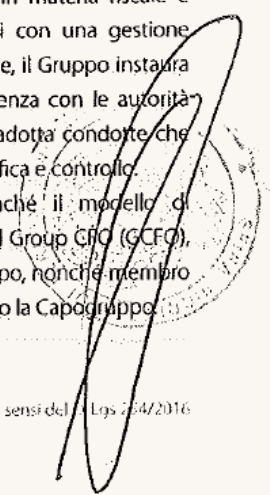 in materia fiscale e
i con una gestione
e, il Gruppo instaura
enza con le autorità
adotta condotte che
fica e controllo.
nché il modello di
l Group CFO (GCFO),
po, nonché membro
o la Capogruppo.
sensi del D. Lgs 254/2016